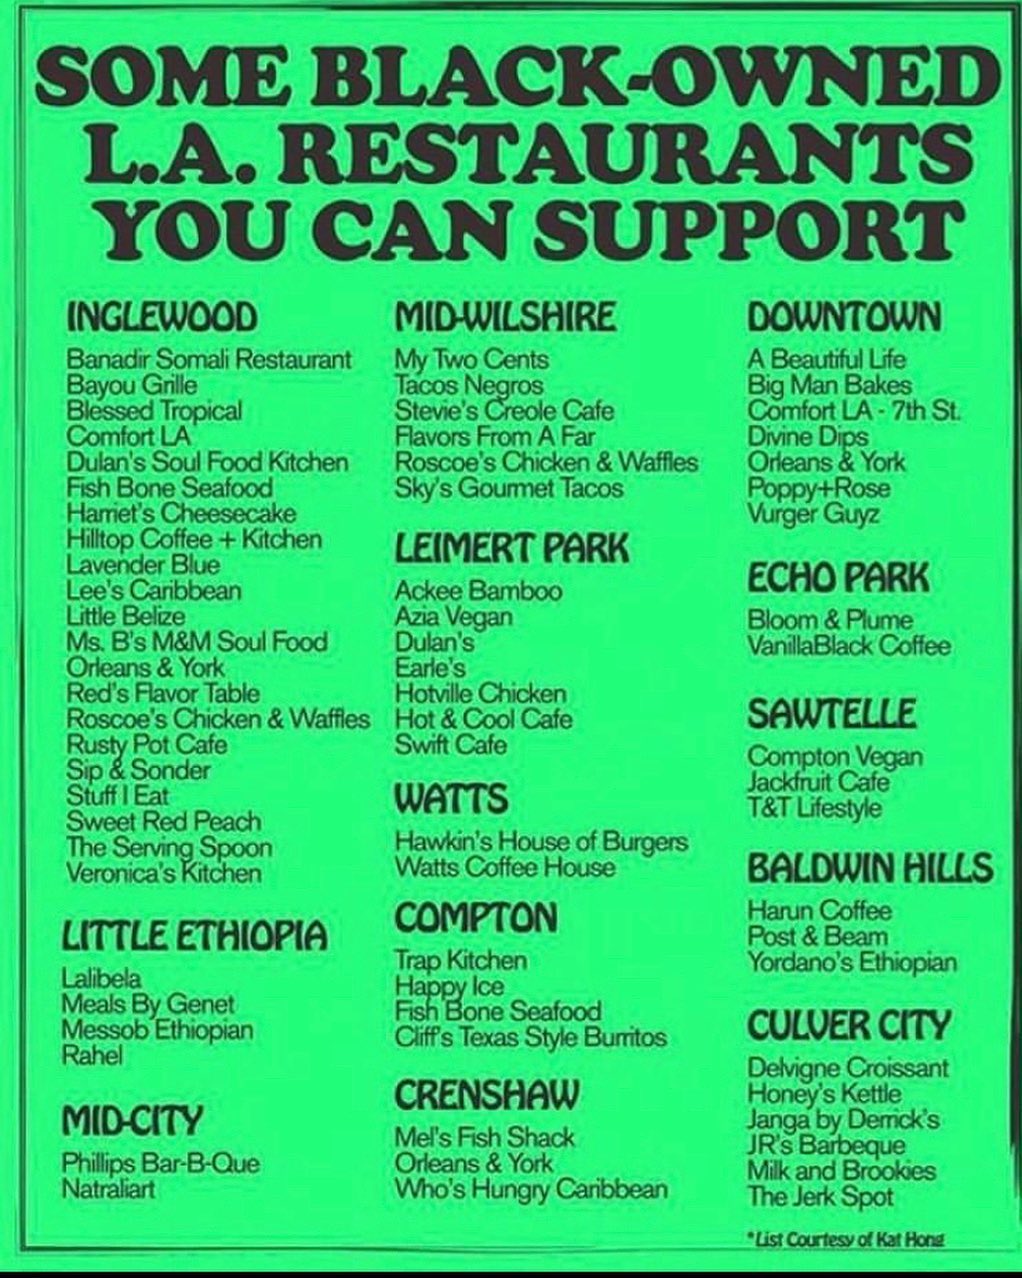 SOME BLACK-OWNED
L.A. RESTAURANTS
YOU CAN SUPPORT
INGLEWOOD
Banadir Somali Restaurant
Bayou Grille
Blessed Tropical
Comfort LA
Dulan's Soul Food Kitchen
Fish Bone Seafood
Harriet's Cheesecake
Hilltop Coffee + Kitchen
Lavender Blue
Lee's Caribbean
Little Belize
Ms. B's M&M Soul Food
Orleans & York
Red's Flavor Table
Roscoe's Chicken & Waffles
Rusty Pot Cafe
Sip & Sonder
Stuff I Eat
Sweet Red Peach
The Serving Spoon
Veronica's Kitchen
LITTLE ETHIOPIA
Lalibela
Meals By Genet
Messob Ethiopian
Rahel
MID-CITY
Phillips Bar-B-Que
Natraliart
MID-WILSHIRE
My Two Cents
Tacos Negros
Stevie's Creole Cafe
Flavors From A Far
Roscoe's Chicken & Waffles
Sky's Gourmet Tacos
LEIMERT PARK
Ackee Bamboo
Azia Vegan
Dulan's
Earle's
Hotville Chicken
Hot & Cool Cafe
Swift Cafe
WATTS
Hawkin's House of Burgers
Watts Coffee House
COMPTON
Trap Kitchen
Happy Ice
Fish Bone Seafood
Cliff's Texas Style Burritos
CRENSHAW
Mel's Fish Shack
Orleans & York
Who's Hungry Caribbean
DOWNTOWN
A Beautiful Life
Big Man Bakes
Comfort LA - 7th St.
Divine Dips
Orleans & York
Poppy+Rose
Vurger Guyz
ECHO PARK
Bloom & Plume
VanillaBlack Coffee
SAWTELLE
Compton Vegan
Jackfruit Cafe
T&T Lifestyle
BALDWIN HILLS
Harun Coffee
Post & Beam
Yordano's Ethiopian
CULVER CITY
Delvigne Croissant
Honey's Kettle
Janga by Derrick's
JR's Barbeque
Milk and Brookies
The Jerk Spot
*List Courtesy of Kat Hong